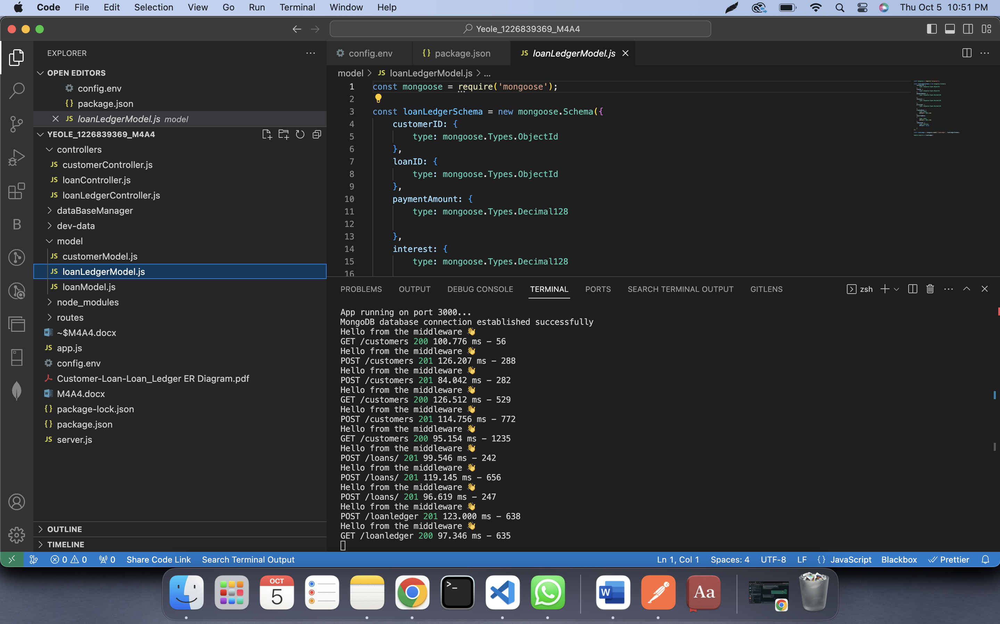 Code File Edit Selection View Go Run Terminal Window Help Thu Oct 5 10:51 PM
Yeole_1226839369_M4A4
EXPLORER
OPEN EDITORS
config.env
{} package.json
JS loanLedgerModel.js model
YEOLE_1226839369_M4A4
controllers
JS customerController.js
JS loanController.js
JS loanLedgerController.js
dataBaseManager
dev-data
model
JS customerModel.js
JS loanLedgerModel.js
JS loanModel.js
node_modules
routes
~$M4A4.docx
JS app.js
config.env
Customer-Loan-Loan_Ledger ER Diagram.pdf
M4A4.docx
{} package-lock.json
{} package.json
JS server.js
OUTLINE
TIMELINE
config.env {} package.json JS loanLedgerModel.js
model > JS loanLedgerModel.js > ...
1 const mongoose = require('mongoose');
2
3 const loanLedgerSchema = new mongoose.Schema({
4 customerID: {
5 type: mongoose.Types.ObjectId
6 },
7 loanID: {
8 type: mongoose.Types.ObjectId
9 },
10 paymentAmount: {
11 type: mongoose.Types.Decimal128
12
13 },
14 interest: {
15 type: mongoose.Types.Decimal128
16
PROBLEMS OUTPUT DEBUG CONSOLE TERMINAL PORTS SEARCH TERMINAL OUTPUT GITLENS zsh
App running on port 3000...
MongoDB database connection established successfully
Hello from the middleware 👋
GET /customers 200 100.776 ms - 56
Hello from the middleware 👋
POST /customers 201 126.207 ms - 288
Hello from the middleware 👋
POST /customers 201 84.042 ms - 282
Hello from the middleware 👋
GET /customers 200 126.512 ms - 529
Hello from the middleware 👋
POST /customers 201 114.756 ms - 772
Hello from the middleware 👋
GET /customers 200 95.154 ms - 1235
Hello from the middleware 👋
POST /loans/ 201 99.546 ms - 242
Hello from the middleware 👋
POST /loans/ 201 119.145 ms - 656
Hello from the middleware 👋
POST /loans/ 201 96.619 ms - 247
Hello from the middleware 👋
POST /loanledger 201 123.000 ms - 638
Hello from the middleware 👋
GET /loanledger 200 97.346 ms - 635
0 0 0 Share Code Link Search Terminal Output Ln 1, Col 1 Spaces: 4 UTF-8 LF {} JavaScript Blackbox Prettier
OCT
5
W
Aa